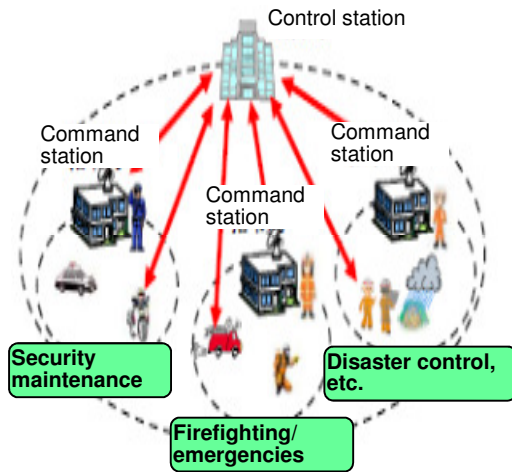 Control station
Command
station
Command
station
Command
station
Security
maintenance
Disaster control,
etc.
Firefighting/
emergencies